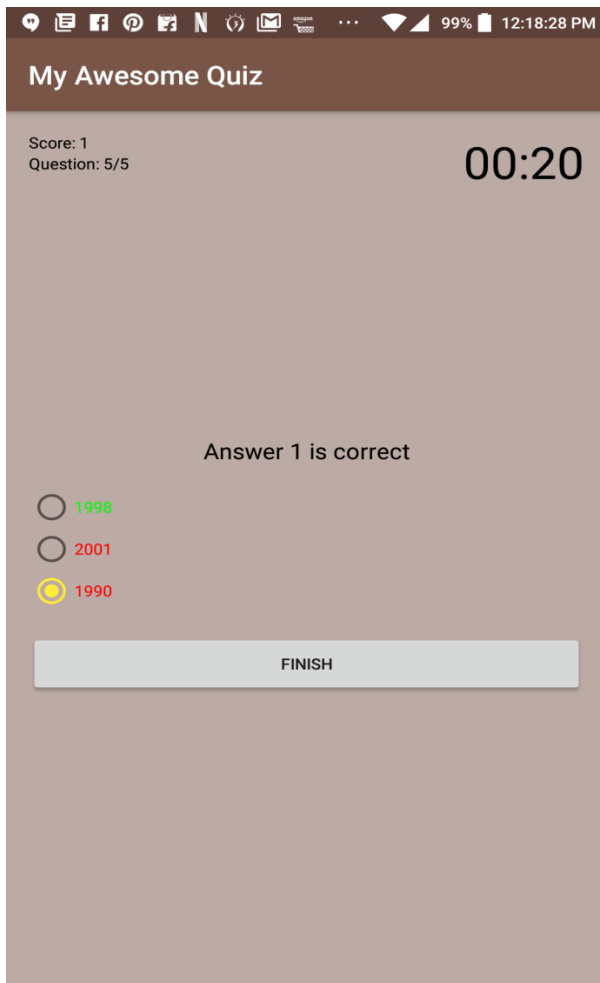 99% 12:18:28 PM
My Awesome Quiz
Score: 1
Question: 5/5
00:20
Answer 1 is correct
1998
2001
1990
FINISH